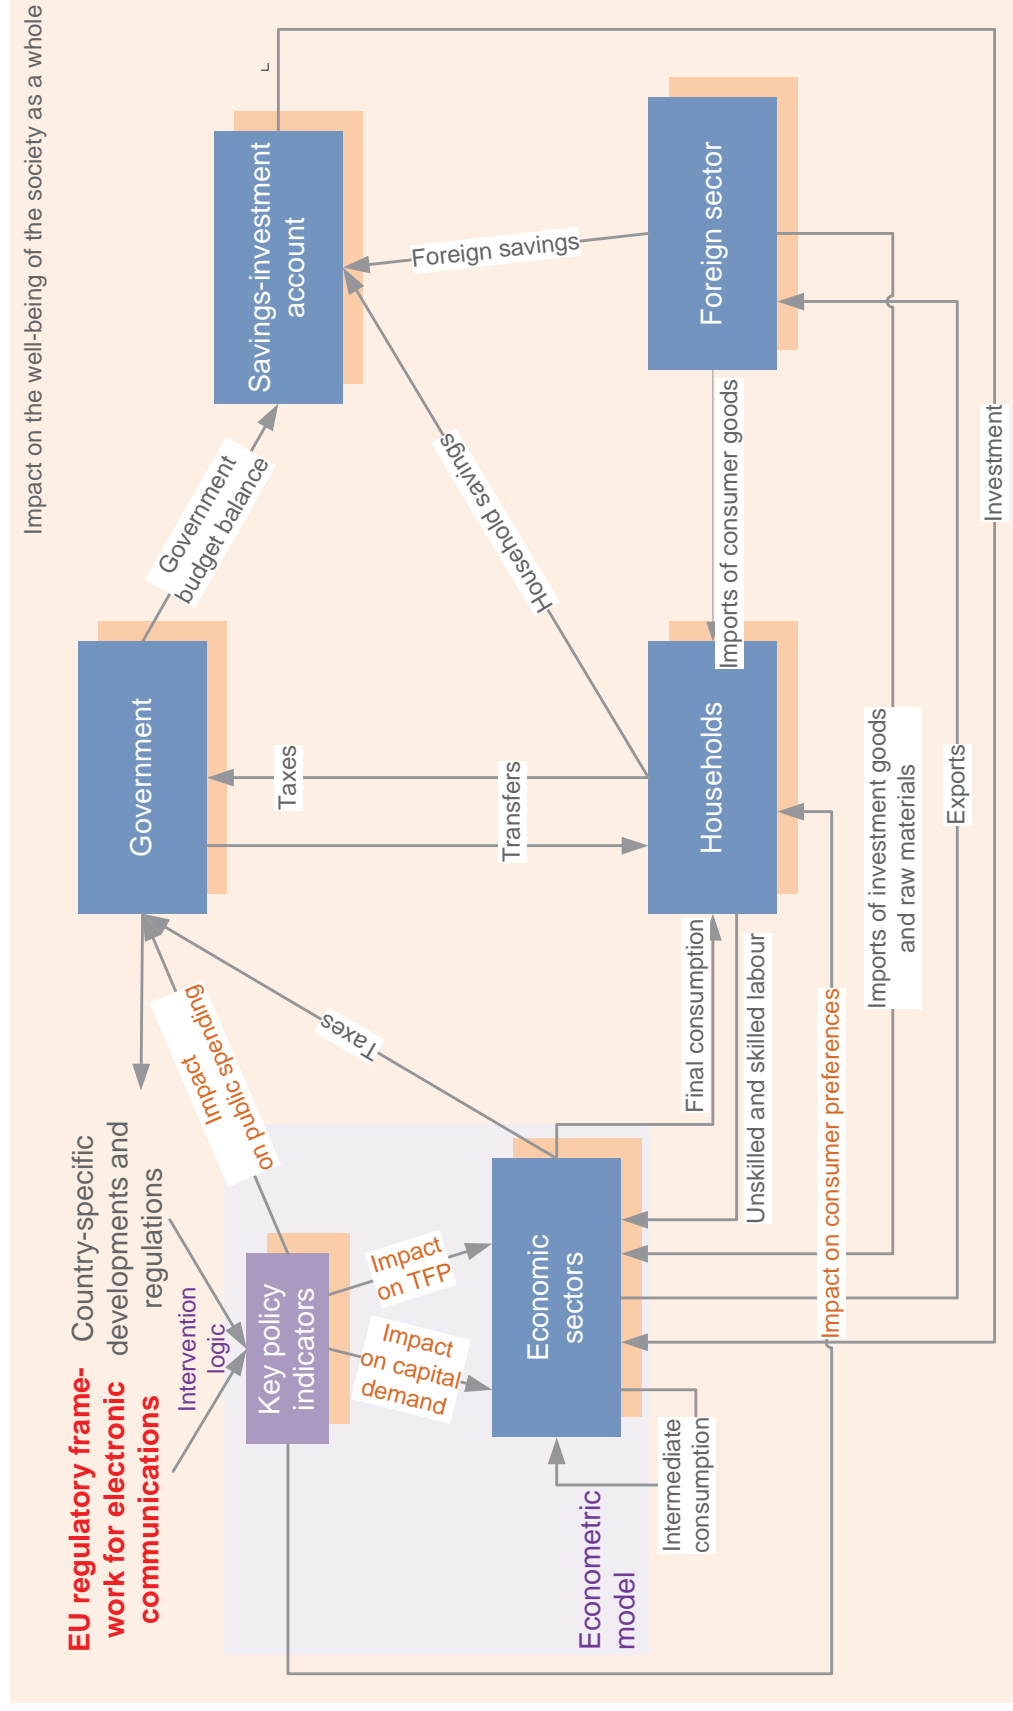 Impact on the well-being of the society as a whole
EU regulatory frame-
work for electronic
communications
Country-specific
developments and
regulations
Intervention
logic
Key policy
indicators
Impact
on public spending
Government
Government
budget balance
Savings-investment
account
Impact
on capital
demand
Impact
on TFP
Taxes
Taxes
Transfers
Household savings
Foreign savings
Economic
sectors
Econometric
model
Intermediate
consumption
Final consumption
Unskilled and skilled labour
Households
Imports of consumer goods
Foreign sector
Impact on consumer preferences
Imports of investment goods
and raw materials
Exports
Investment